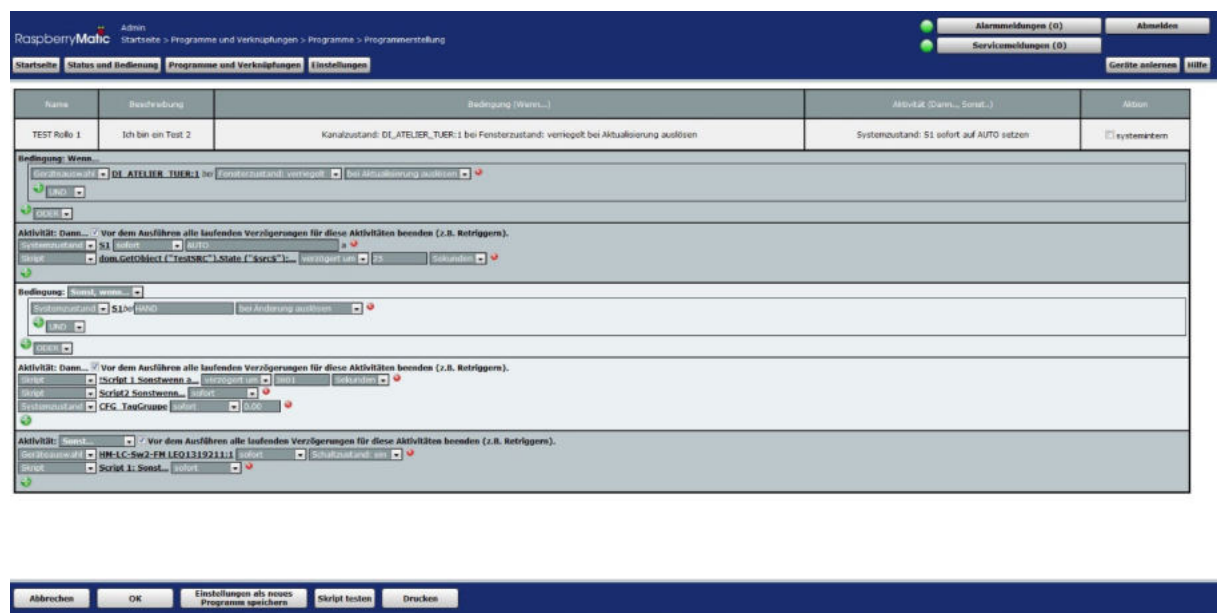 RaspberryMatic
Admin
Startseite > Programme und Verknüpfungen > Programme > Programmerstellung
Alarmmeldungen (0)
Abmelden
Servicemeldungen (0)
Startseite Status und Bedienung Programme und Verknüpfungen Einstellungen
Geräte anlernen Hilfe
Name Beschreibung Bedingung (Wenn...) Aktivität (Dann..., Sonst...) Aktion
TEST Rollo 1 Ich bin ein Test 2 Kanalzustand: DI_ATELIER_TUER:1 bei Fensterzustand: verriegelt bei Aktualisierung auslösen Systemzustand: S1 sofort auf AUTO setzen systemintern
Bedingung: Wenn...
Geräteauswahl DI_ATELIER_TUER:1 bei Fensterzustand: verriegelt bei Aktualisierung auslösen
UND
ODER
Aktivität: Dann... Vor dem Ausführen alle laufenden Verzögerungen für diese Aktivitäten beenden (z.B. Retriggern).
Systemzustand S1 sofort AUTO a
Skript dom.GetObject ("TestSRC").State ("$src$");... verzögert um 25 Sekunden
Bedingung: Sonst, wenn...
Systemzustand S1 bei HAND bei Änderung auslösen
UND
ODER
Aktivität: Dann... Vor dem Ausführen alle laufenden Verzögerungen für diese Aktivitäten beenden (z.B. Retriggern).
Skript !Script 1 Sonstwenn a... verzögert um Sekunden
Skript Script2 Sonstwenn... sofort
Systemzustand CFG_TagGruppe sofort 0.00
Aktivität: Sonst... Vor dem Ausführen alle laufenden Verzögerungen für diese Aktivitäten beenden (z.B. Retriggern).
Geräteauswahl HM-LC-Sw2-FM LEQ1319211:1 sofort Schaltzustand: ein
Skript Script 1: Sonst... sofort
Abbrechen OK Einstellungen als neues Programm speichern Skript testen Drucken